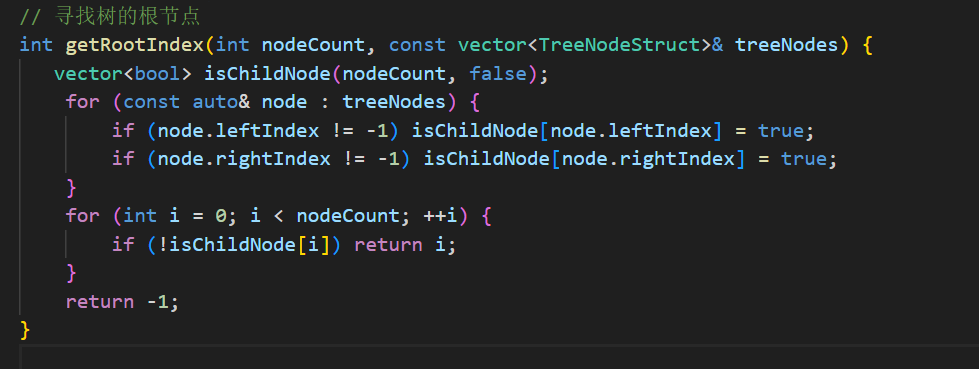 // 寻找树的根节点
int getRootIndex(int nodeCount, const vector<TreeNodeStruct>& treeNodes) {
   vector<bool> isChildNode(nodeCount, false);
    for (const auto& node : treeNodes) {
        if (node.leftIndex != -1) isChildNode[node.leftIndex] = true;
        if (node.rightIndex != -1) isChildNode[node.rightIndex] = true;
    }
    for (int i = 0; i < nodeCount; ++i) {
        if (!isChildNode[i]) return i;
    }
    return -1;
}